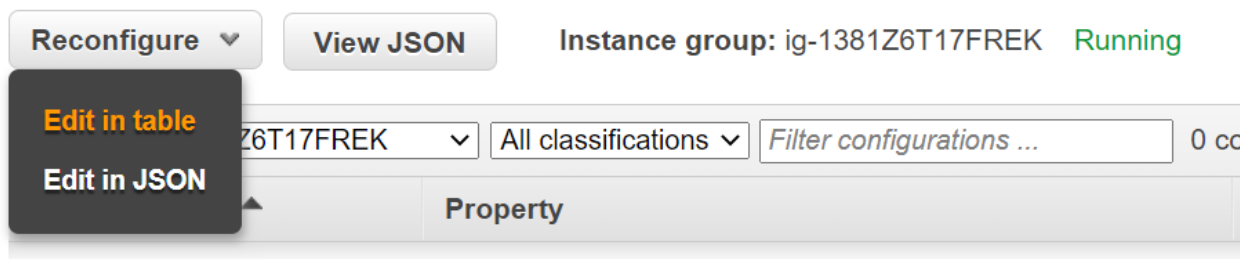 Reconfigure View JSON Instance group: ig-1381Z6T17FREK Running
Edit in table
Z6T17FREK All classifications Filter configurations ... 0 co
Edit in JSON
Property